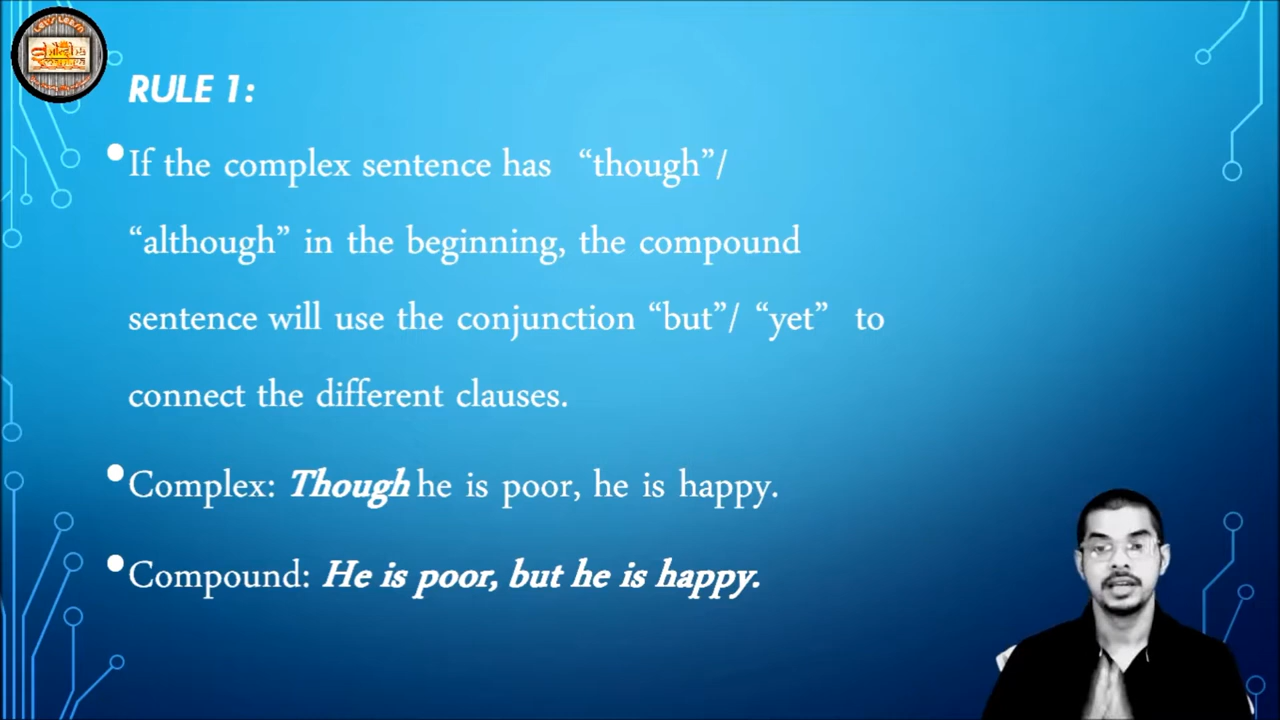 RULE 1:
•If the complex sentence has “though”/
“although” in the beginning, the compound
sentence will use the conjunction “but”/ “yet” to
connect the different clauses.
•Complex: Though he is poor, he is happy.
•Compound: He is poor, but he is happy.